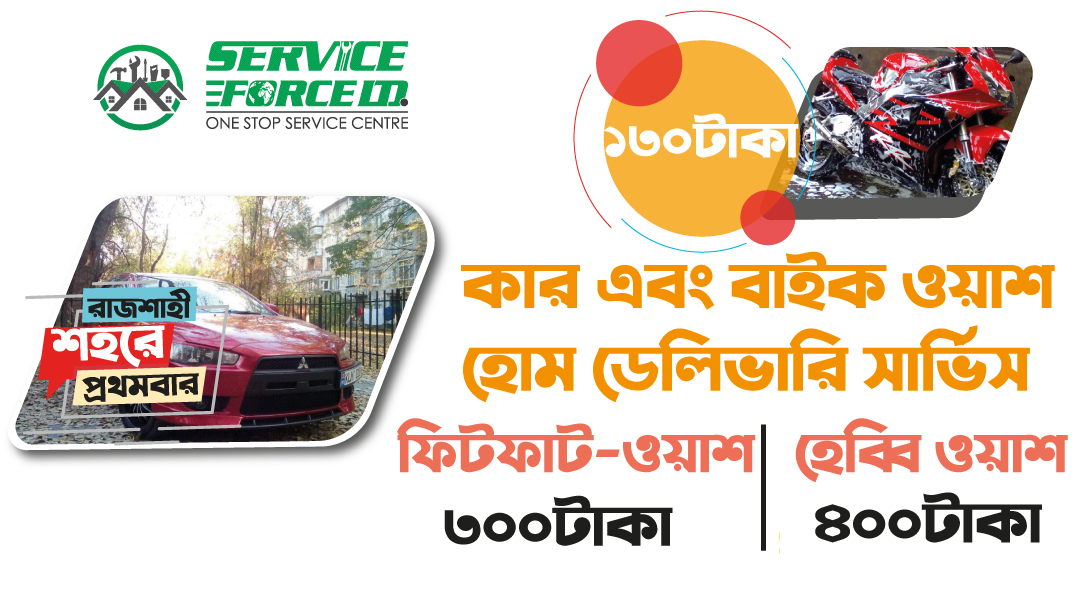 SERVICE
FORCE LTD.
ONE STOP SERVICE CENTRE
১৩০টাকা
রাজশাহী
শহরে
প্রথমবার
কার এবং বাইক ওয়াশ
হোম ডেলিভারি সার্ভিস
ফিটফাট-ওয়াশ
৩০০টাকা
হেব্বি ওয়াশ
৪০০টাকা